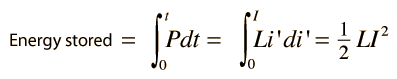 Energy stored = ∫₀ᵗ Pdt = ∫₀ᴵ Li'di' = 1/2 LI²